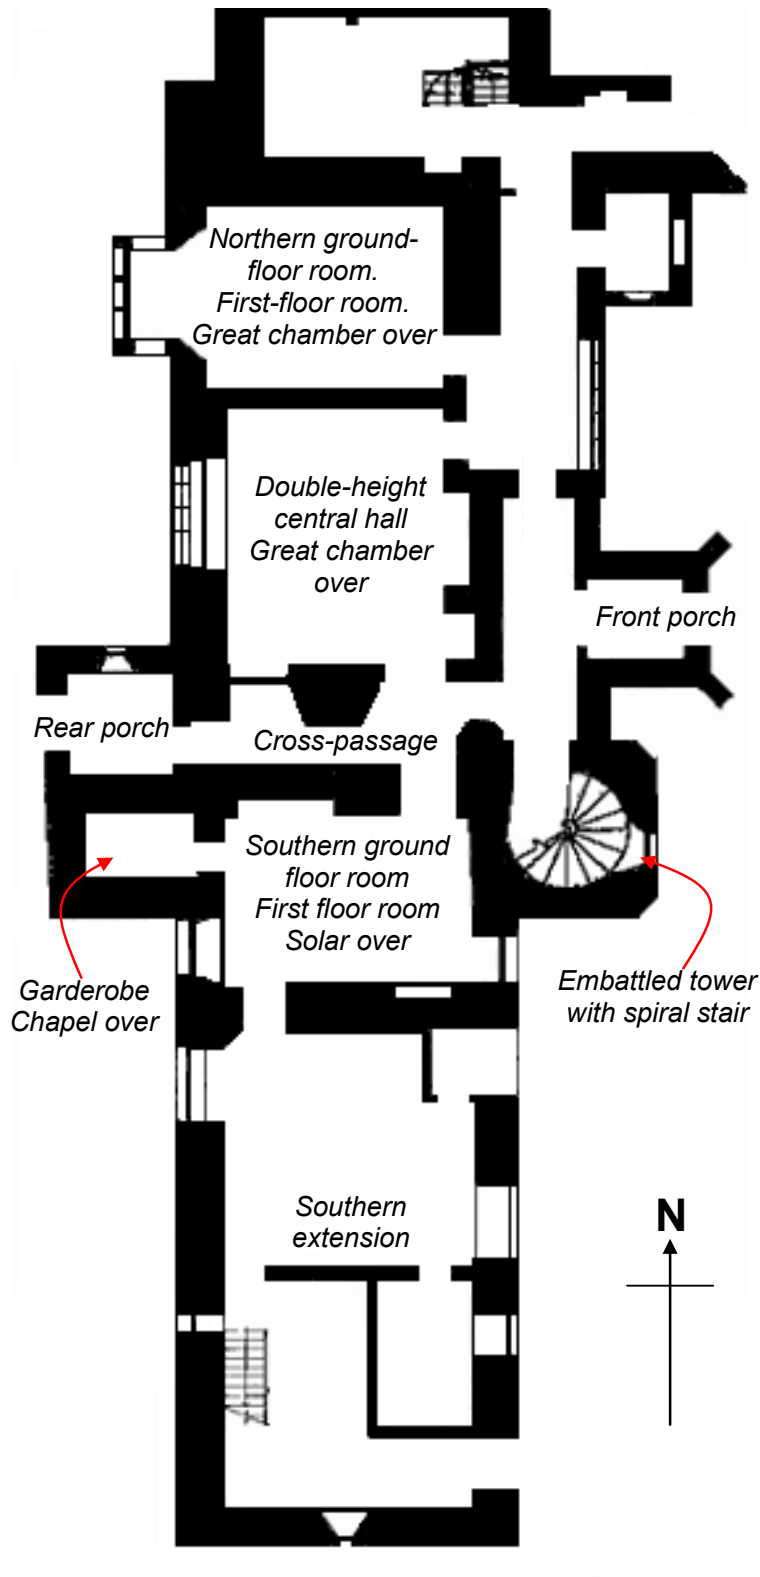 Northern ground-
floor room.
First-floor room.
Great chamber over
Double-height
central hall
Great chamber
over
Front porch
Rear porch
Cross-passage
Southern ground
floor room
First floor room
Solar over
Garderobe
Chapel over
Embattled tower
with spiral stair
Southern
extension
N